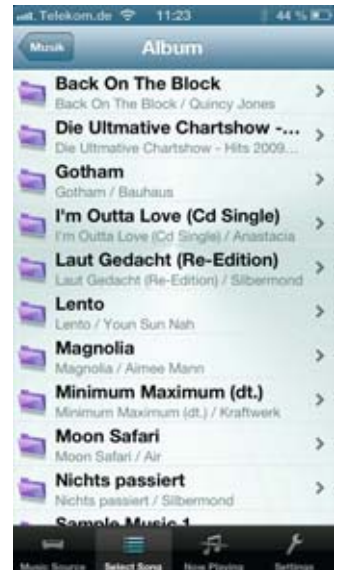 Telekom.de 11:23 44 %
Musik Album
Back On The Block
Back On The Block / Quincy Jones
Die Ultmative Chartshow -...
Die Ultmative Chartshow - Hits 2009...
Gotham
Gotham / Bauhaus
I'm Outta Love (Cd Single)
I'm Outta Love (Cd Single) / Anastacia
Laut Gedacht (Re-Edition)
Laut Gedacht (Re-Edition) / Silbermond
Lento
Lento / Youn Sun Nah
Magnolia
Magnolia / Aimee Mann
Minimum Maximum (dt.)
Minimum Maximum (dt.) / Kraftwerk
Moon Safari
Moon Safari / Air
Nichts passiert
Nichts passiert / Silbermond
Sample Music 1
Music Source Select Song Now Playing Settings